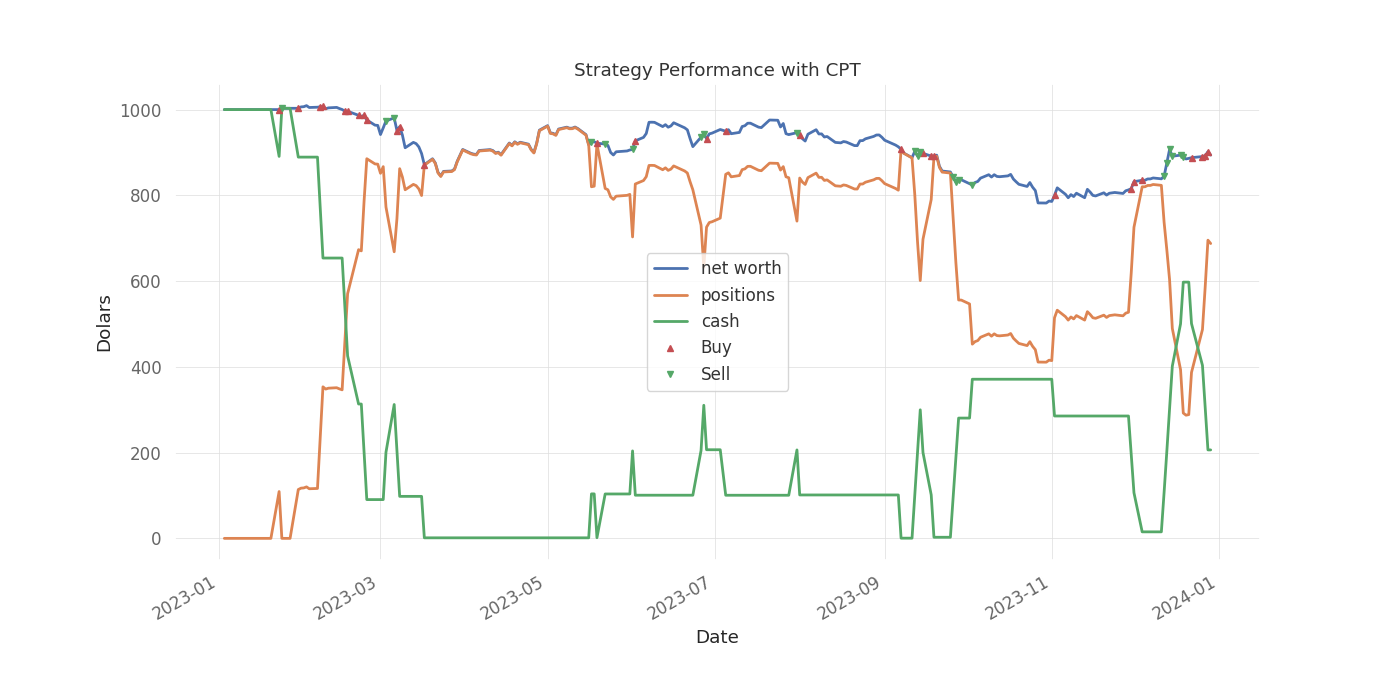 Strategy Performance with CPT
1000
800
600
400
200
0
Dolars
net worth
positions
cash
Buy
Sell
2023-01
2023-03
2023-05
2023-07
2023-09
2023-11
2024-01
Date